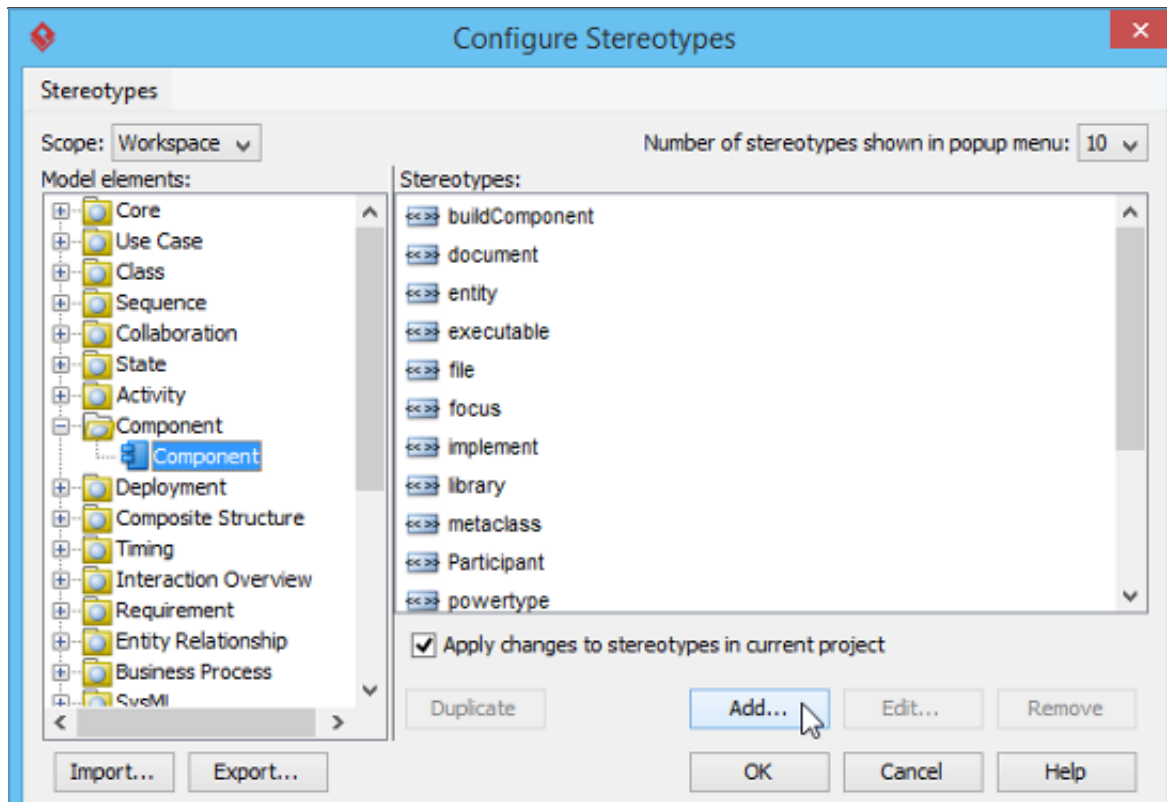 Configure Stereotypes
Stereotypes
Scope: Workspace
Number of stereotypes shown in popup menu: 10
Model elements:
Core
Use Case
Class
Sequence
Collaboration
State
Activity
Component
Component
Deployment
Composite Structure
Timing
Interaction Overview
Requirement
Entity Relationship
Business Process
SysML
Stereotypes:
<<>> buildComponent
<<>> document
<<>> entity
<<>> executable
<<>> file
<<>> focus
<<>> implement
<<>> library
<<>> metaclass
<<>> Participant
<<>> powertype
Apply changes to stereotypes in current project
Duplicate Add... Edit... Remove
Import... Export... OK Cancel Help